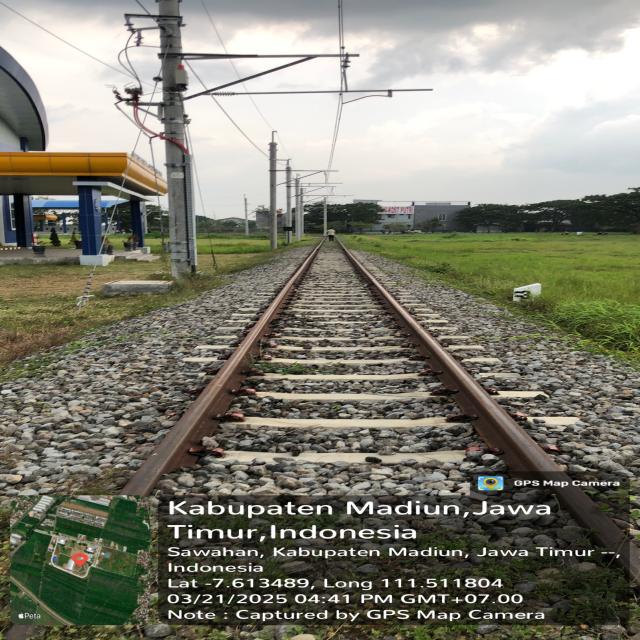 GPS Map Camera
Kabupaten Madiun,Jawa
Timur,Indonesia
Sawahan, Kabupaten Madiun, Jawa Timur --,
Indonesia
Lat -7.613489, Long 111.511804
03/21/2025 04:41 PM GMT+07.00
Note : Captured by GPS Map Camera
Peta